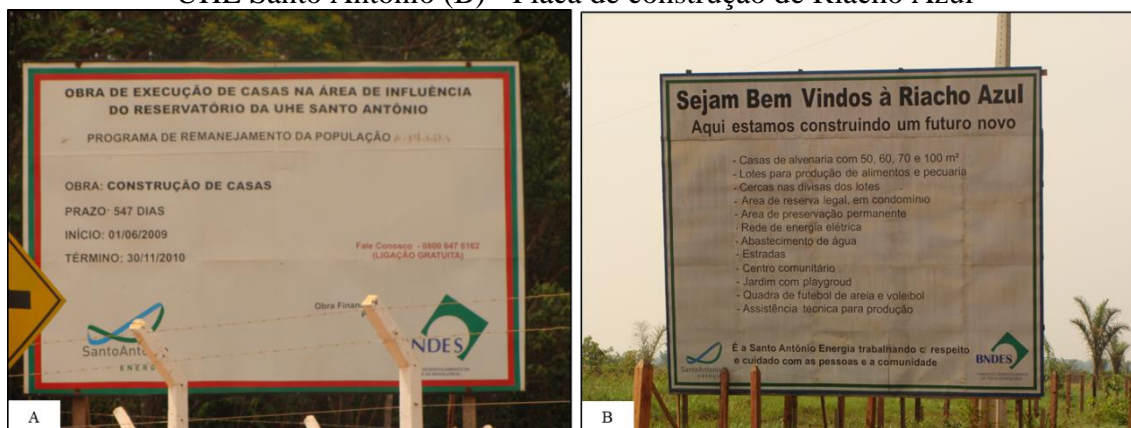 UHE Santo Antônio (B) - Placa de construção de Riacho Azul
OBRA DE EXECUÇÃO DE CASAS NA ÁREA DE INFLUÊNCIA
DO RESERVATÓRIO DA UHE SANTO ANTÔNIO
PROGRAMA DE REMANEJAMENTO DA POPULAÇÃO
OBRA: CONSTRUÇÃO DE CASAS
PRAZO: 547 DIAS
INÍCIO: 01/06/2009
TÉRMINO: 30/11/2010
Fale Conosco - 0800 647 6162
(LIGAÇÃO GRATUITA)
Obra
SantoAntônio
ENERG
NDES
A
Sejam Bem Vindos à Riacho Azul
Aqui estamos construindo um futuro novo
- Casas de alvenaria com 50, 60, 70 e 100 m²
- Lotes para produção de alimentos e pecuaria
- Cercas nas divisas dos lotes
- Area de reserva legal, em condomínio
- Area de preservação permanente
- Rede de energia elétrica
- Abastecimento de água
- Estradas
- Centro comunitário
- Jardim com playgroud
- Quadra de futebol de areia e voleibol
- Assistência técnica para produção
É a Santo Antônio Energia trabalhando c respeito
e cuidado com as pessoas e a comunidade
SantoAntônio
BNDES
B